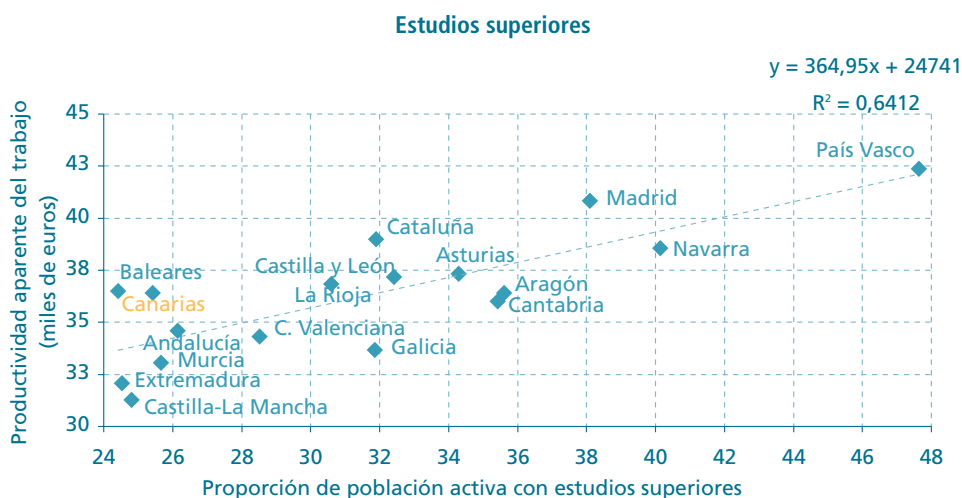 Estudios superiores
y = 364,95x + 24741
R² = 0,6412
Productividad aparente del trabajo
(miles de euros)
45
43
40
38
35
33
30
País Vasco
Madrid
Cataluña
Navarra
Asturias
Castilla y León
Baleares
Aragón
La Rioja
Canarias
Cantabria
C. Valenciana
Andalucía
Galicia
Murcia
Extremadura
Castilla-La Mancha
24 26 28 30 32 34 36 38 40 42 44 46 48
Proporción de población activa con estudios superiores